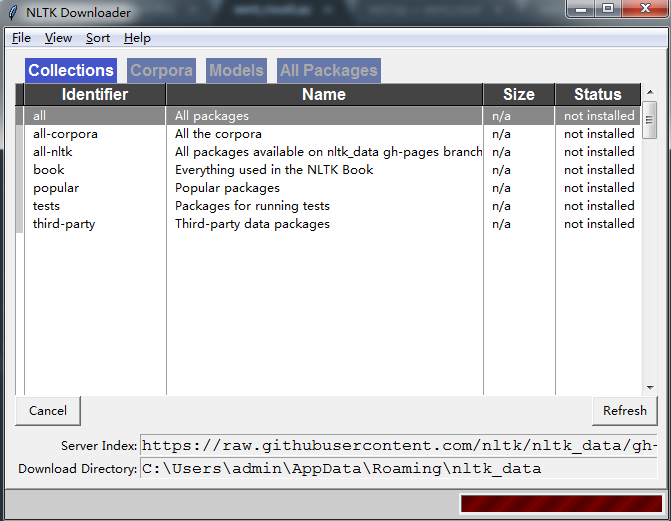 NLTK Downloader
File View Sort Help
Collections Corpora Models All Packages
Identifier Name Size Status
all All packages n/a not installed
all-corpora All the corpora n/a not installed
all-nltk All packages available on nltk_data gh-pages branch n/a not installed
book Everything used in the NLTK Book n/a not installed
popular Popular packages n/a not installed
tests Packages for running tests n/a not installed
third-party Third-party data packages n/a not installed
Cancel Refresh
Server Index: https://raw.githubusercontent.com/nltk/nltk_data/gh-
Download Directory: C:\Users\admin\AppData\Roaming\nltk_data